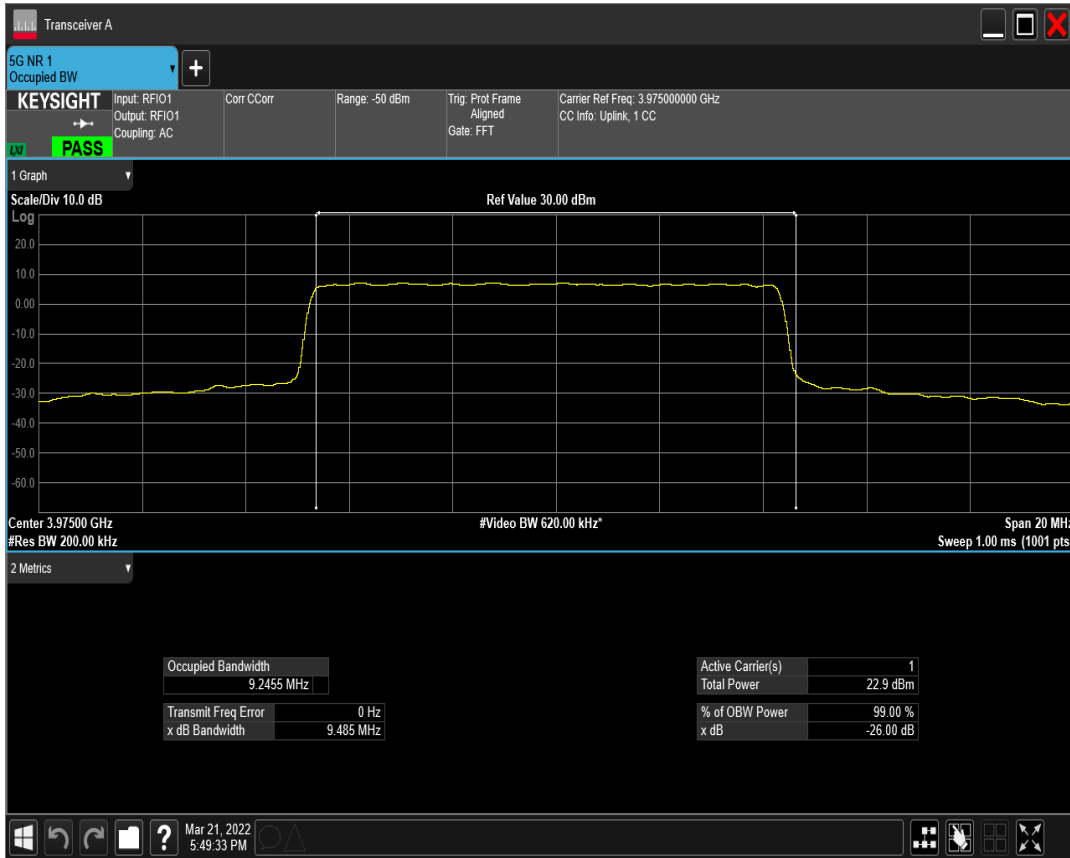 Transceiver A
5G NR 1
Occupied BW
KEYSIGHT
LXI
PASS
Input: RFIO1
Output: RFIO1
Coupling: AC
Corr CCorr
Range: -50 dBm
Trig: Prot Frame
Aligned
Gate: FFT
Carrier Ref Freq: 3.975000000 GHz
CC Info: Uplink, 1 CC
1 Graph
Scale/Div 10.0 dB
Ref Value 30.00 dBm
Log
20.0
10.0
0.00
-10.0
-20.0
-30.0
-40.0
-50.0
-60.0
Center 3.97500 GHz
#Video BW 620.00 kHz*
Span 20 MHz
#Res BW 200.00 kHz
Sweep 1.00 ms (1001 pts
2 Metrics
Occupied Bandwidth
9.2455 MHz
Transmit Freq Error 0 Hz
x dB Bandwidth 9.485 MHz
Active Carrier(s) 1
Total Power 22.9 dBm
% of OBW Power 99.00 %
x dB -26.00 dB
?
Mar 21, 2022
5:49:33 PM